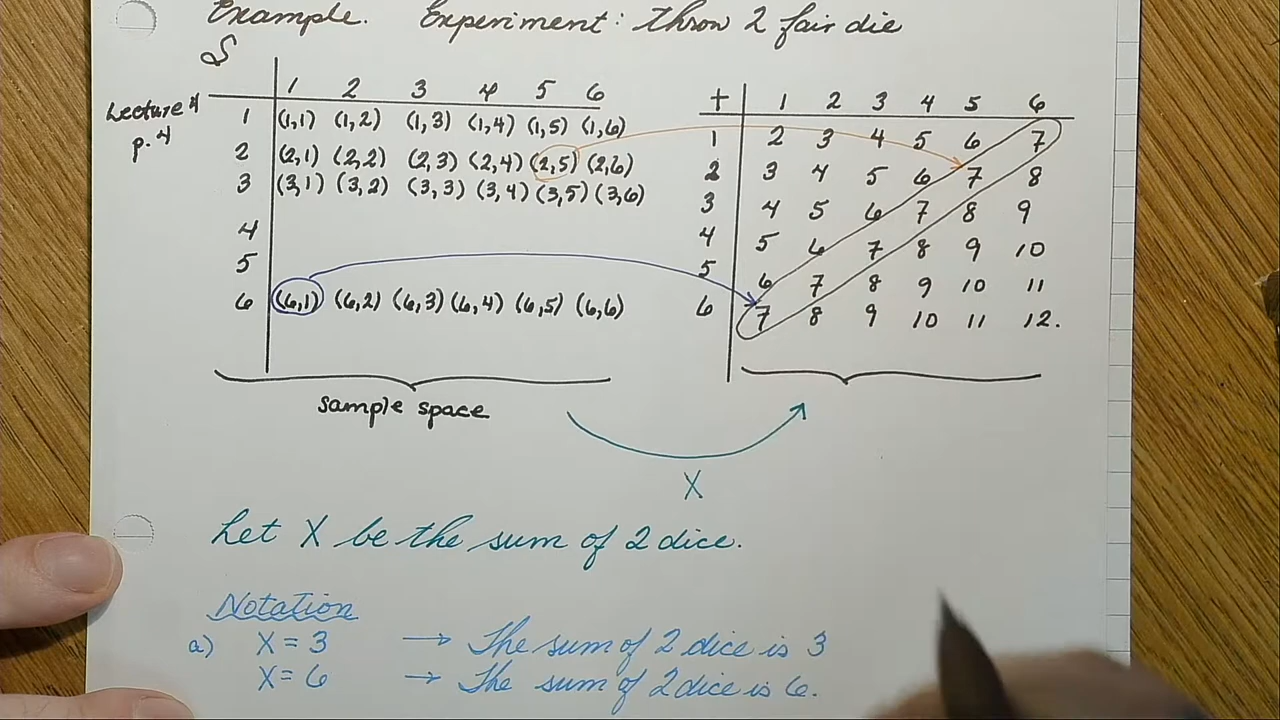 Example. Experiment: throw 2 fair die
S
Lecture 4
p. 4
1 2 3 4 5 6
1 (1,1) (1,2) (1,3) (1,4) (1,5) (1,6)
2 (2,1) (2,2) (2,3) (2,4) (2,5) (2,6)
3 (3,1) (3,2) (3,3) (3,4) (3,5) (3,6)
4
5
6 (6,1) (6,2) (6,3) (6,4) (6,5) (6,6)
sample space
+ 1 2 3 4 5 6
1 2 3 4 5 6 7
2 3 4 5 6 7 8
3 4 5 6 7 8 9
4 5 6 7 8 9 10
5 6 7 8 9 10 11
6 7 8 9 10 11 12.
X
Let X be the sum of 2 dice.
Notation
a) X = 3 → The sum of 2 dice is 3
X = 6 → The sum of 2 dice is 6.